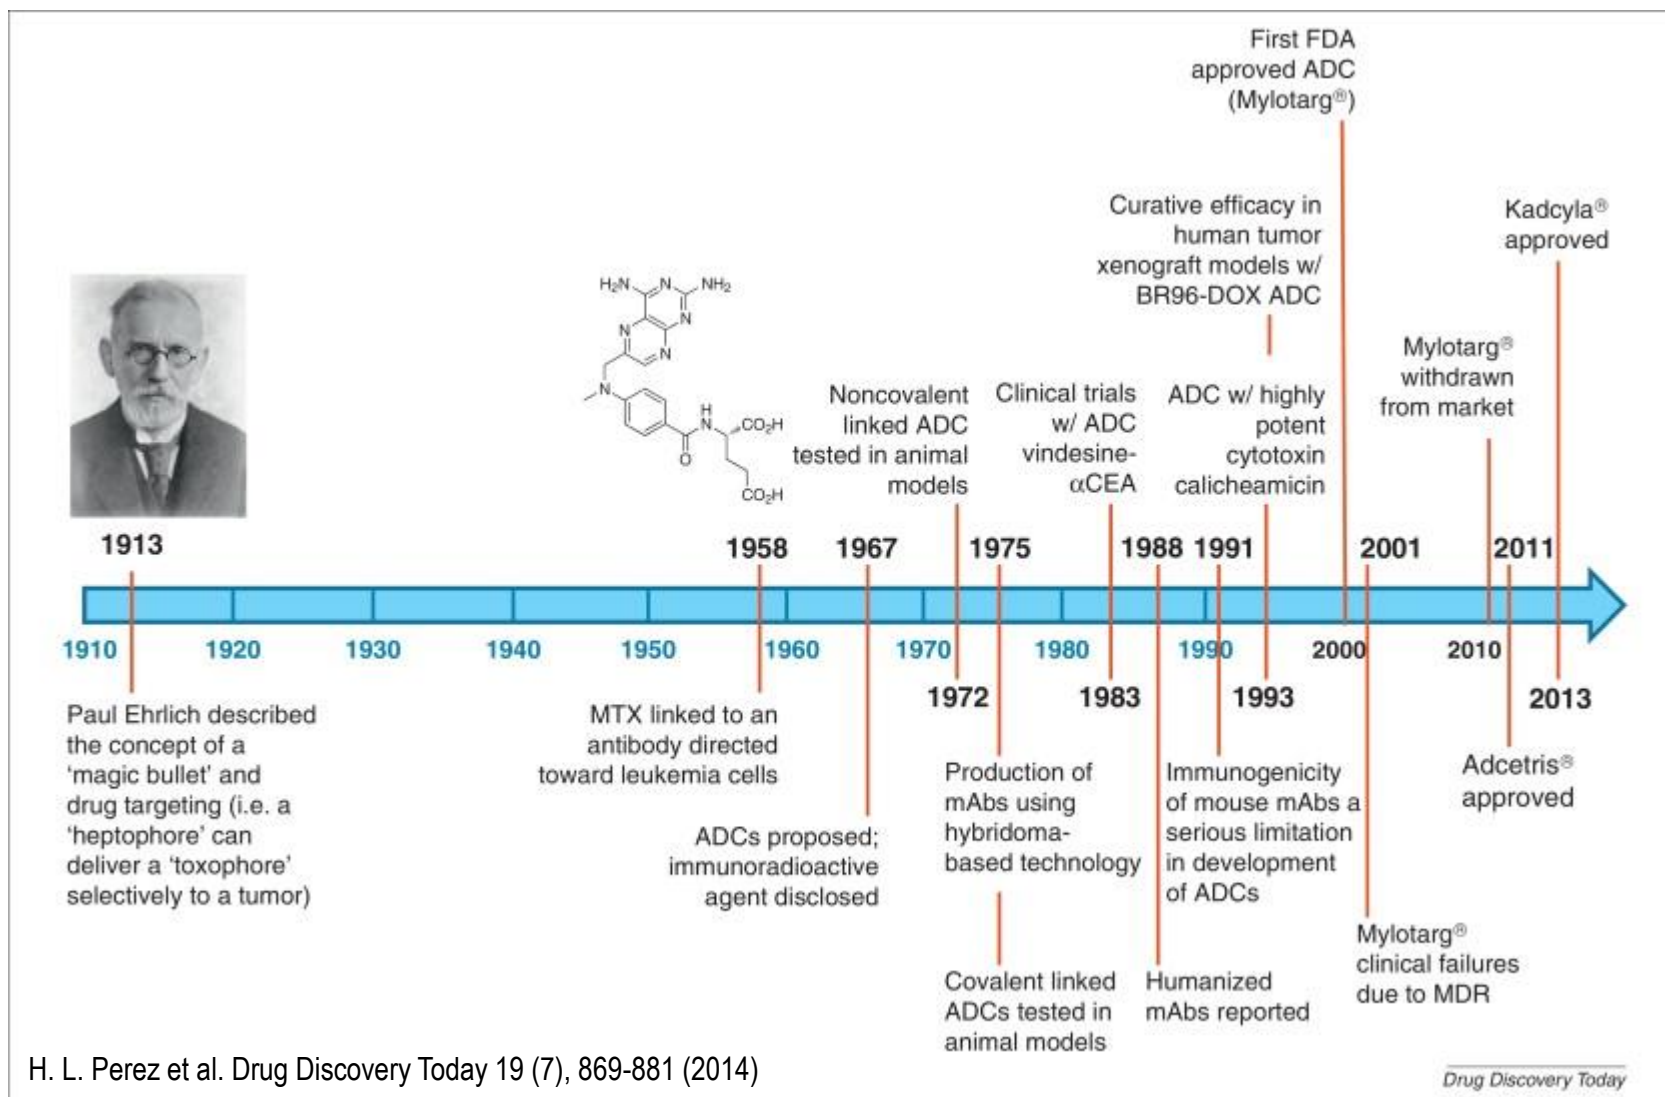 First FDA
approved ADC
(Mylotarg®)
Curative efficacy in
human tumor
xenograft models w/
BR96-DOX ADC
Kadcyla®
approved
Mylotarg®
withdrawn
from market
H₂N
N
NH₂
N
N
N
N
H
N
CO₂H
O
CO₂H
Noncovalent
linked ADC
tested in animal
models
Clinical trials
w/ ADC
vindesine-
αCEA
ADC w/ highly
potent
cytotoxin
calicheamicin
1913
1958
1967
1975
1988
1991
2001
2011
1910
1920
1930
1940
1950
1960
1970
1980
1990
2000
2010
1972
1983
1993
2013
Paul Ehrlich described
the concept of a
‘magic bullet’ and
drug targeting (i.e. a
‘heptophore’ can
deliver a ‘toxophore’
selectively to a tumor)
MTX linked to an
antibody directed
toward leukemia cells
ADCs proposed;
immunoradioactive
agent disclosed
Production of
mAbs using
hybridoma-
based technology
Covalent linked
ADCs tested in
animal models
Immunogenicity
of mouse mAbs a
serious limitation
in development
of ADCs
Humanized
mAbs reported
Adcetris®
approved
Mylotarg®
clinical failures
due to MDR
H. L. Perez et al. Drug Discovery Today 19 (7), 869-881 (2014)
Drug Discovery Today